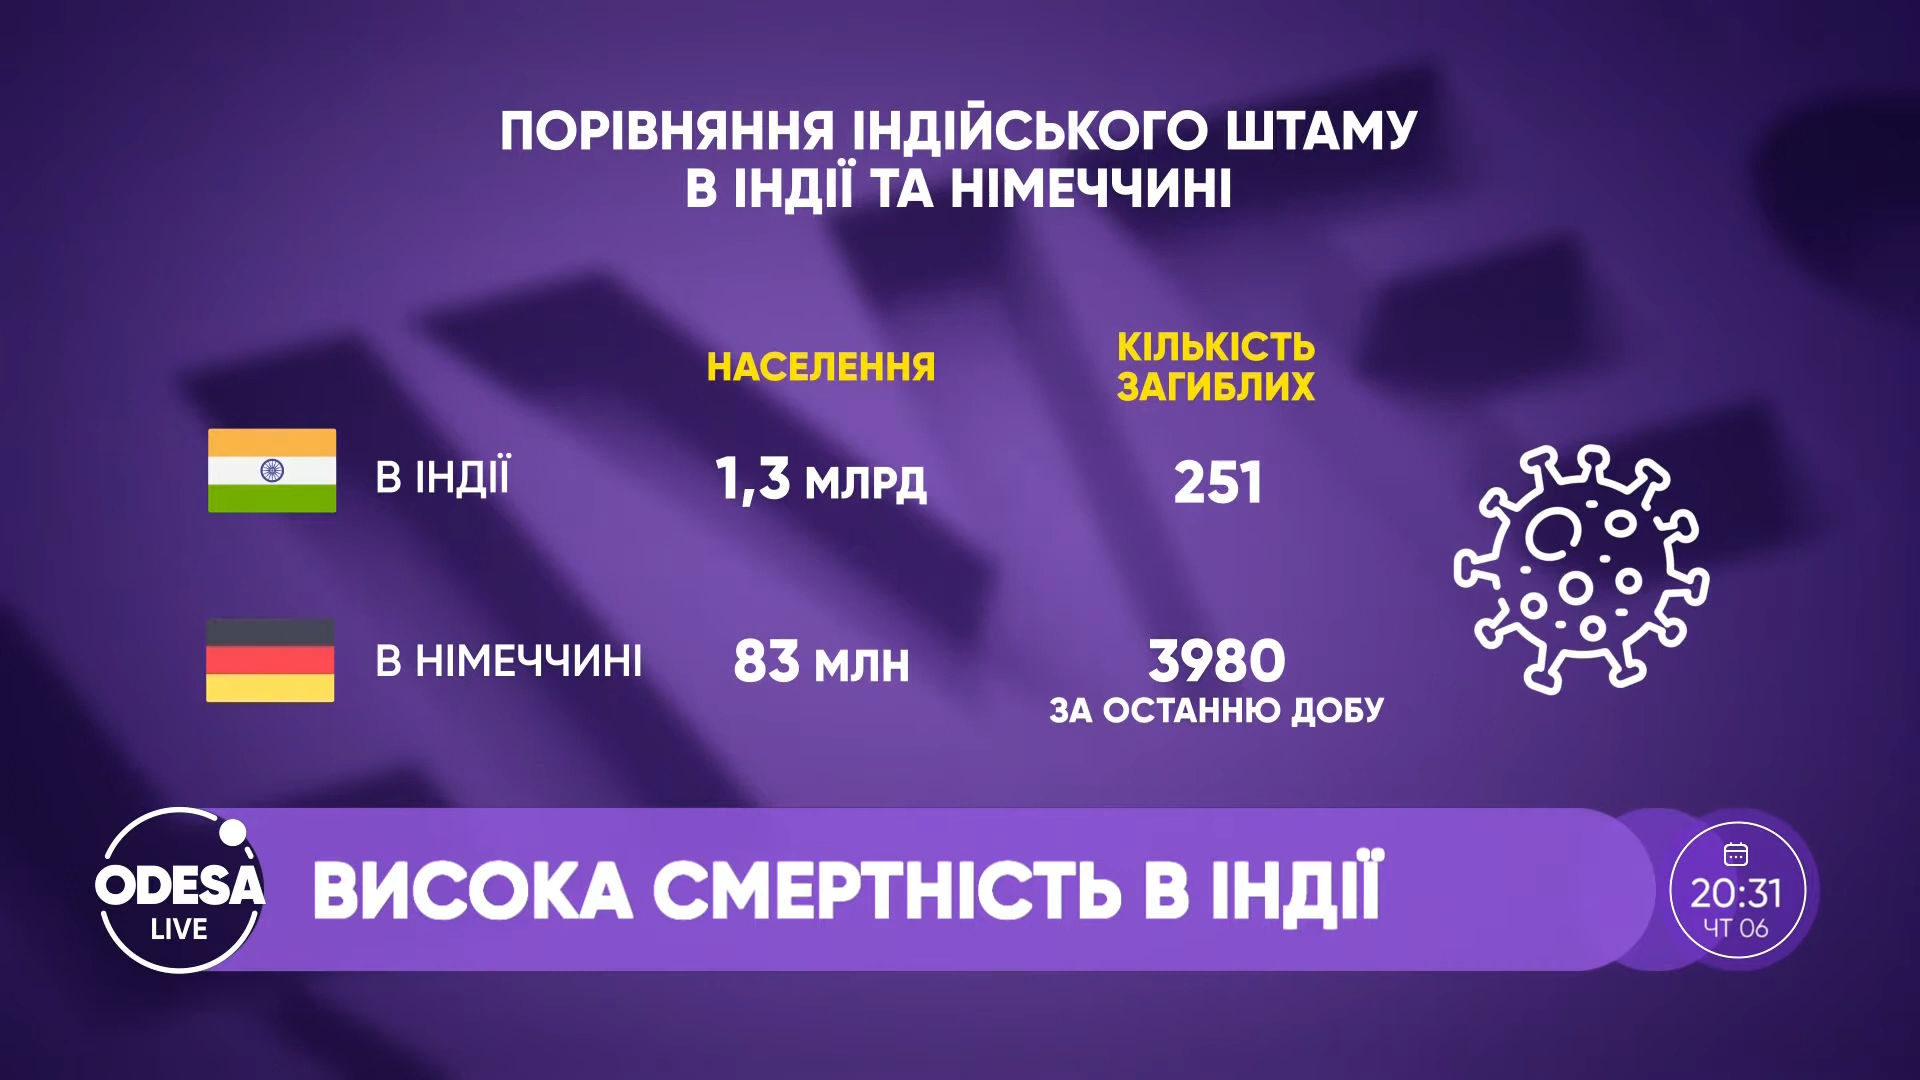 ПОРІВНЯННЯ ІНДІЙСЬКОГО ШТАМУ
В ІНДІЇ ТА НІМЕЧЧИНІ
НАСЕЛЕННЯ
КІЛЬКІСТЬ
ЗАГИБЛИХ
В ІНДІЇ
1,3 МЛРД
251
В НІМЕЧЧИНІ
83 МЛН
3980
ЗА ОСТАННЮ ДОБУ
ODESA
LIVE
ВИСОКА СМЕРТНІСТЬ В ІНДІЇ
20:31
ЧТ 06